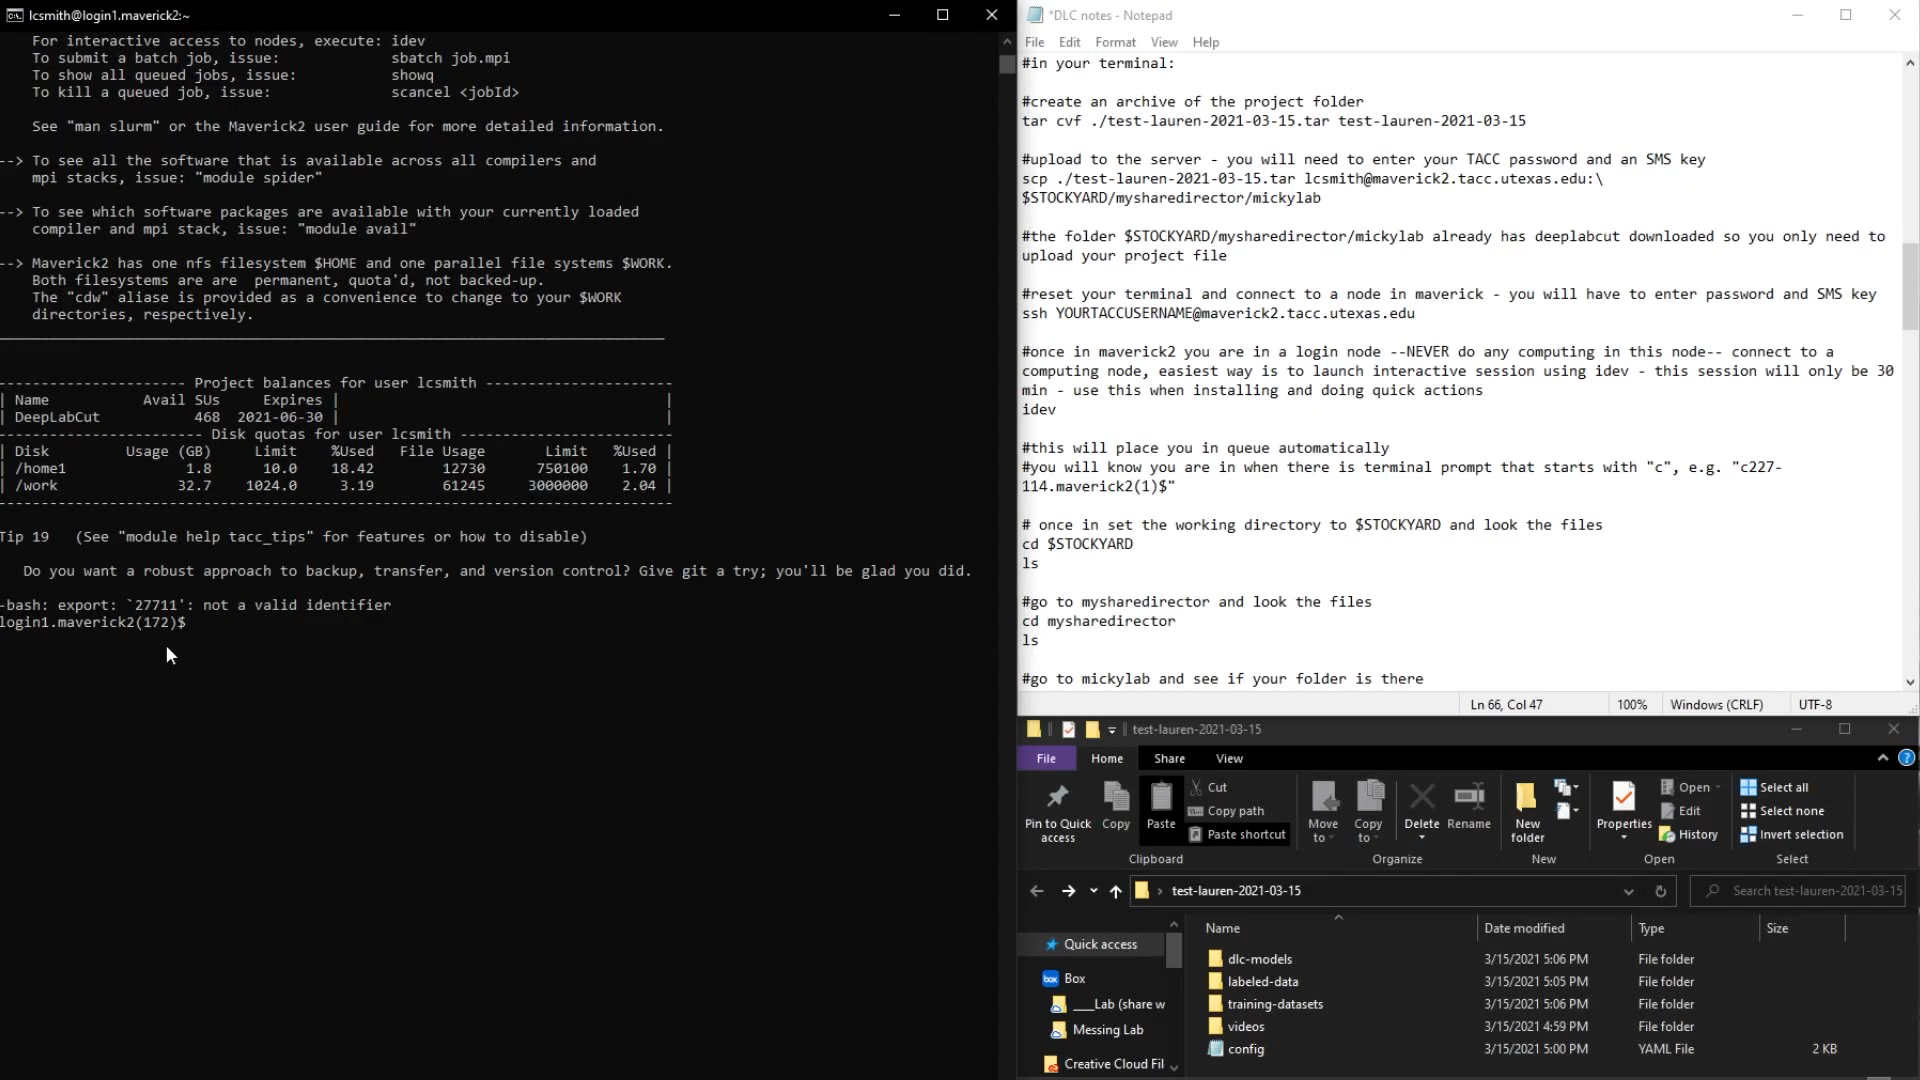 lcsmith@login1.maverick2:~
For interactive access to nodes, execute: idev
To submit a batch job, issue: sbatch job.mpi
To show all queued jobs, issue: showq
To kill a queued job, issue: scancel <jobId>
See "man slurm" or the Maverick2 user guide for more detailed information.
--> To see all the software that is available across all compilers and
mpi stacks, issue: "module spider"
--> To see which software packages are available with your currently loaded
compiler and mpi stack, issue: "module avail"
--> Maverick2 has one nfs filesystem $HOME and one parallel file systems $WORK.
Both filesystems are are permanent, quota'd, not backed-up.
The "cdw" aliase is provided as a convenience to change to your $WORK
directories, respectively.
---------------------- Project balances for user lcsmith ----------------------
| Name Avail SUs Expires | |
| DeepLabCut 468 2021-06-30 | |
------------------------ Disk quotas for user lcsmith -------------------------
| Disk Usage (GB) Limit %Used File Usage Limit %Used |
| /home1 1.8 10.0 18.42 12730 750100 1.70 |
| /work 32.7 1024.0 3.19 61245 3000000 2.04 |
-------------------------------------------------------------------------------
Tip 19 (See "module help tacc_tips" for features or how to disable)
Do you want a robust approach to backup, transfer, and version control? Give git a try; you'll be glad you did.
-bash: export: `27711': not a valid identifier
login1.maverick2(172)$
*DLC notes - Notepad
File Edit Format View Help
#in your terminal:
#create an archive of the project folder
tar cvf ./test-lauren-2021-03-15.tar test-lauren-2021-03-15
#upload to the server - you will need to enter your TACC password and an SMS key
scp ./test-lauren-2021-03-15.tar lcsmith@maverick2.tacc.utexas.edu:\
$STOCKYARD/mysharedirector/mickylab
#the folder $STOCKYARD/mysharedirector/mickylab already has deeplabcut downloaded so you only need to
upload your project file
#reset your terminal and connect to a node in maverick - you will have to enter password and SMS key
ssh YOURTACCUSERNAME@maverick2.tacc.utexas.edu
#once in maverick2 you are in a login node --NEVER do any computing in this node-- connect to a
computing node, easiest way is to launch interactive session using idev - this session will only be 30
min - use this when installing and doing quick actions
idev
#this will place you in queue automatically
#you will know you are in when there is terminal prompt that starts with "c", e.g. "c227-
114.maverick2(1)$"
# once in set the working directory to $STOCKYARD and look the files
cd $STOCKYARD
ls
#go to mysharedirector and look the files
cd mysharedirector
ls
#go to mickylab and see if your folder is there
Ln 66, Col 47 100% Windows (CRLF) UTF-8
test-lauren-2021-03-15
File Home Share View
Pin to Quick access
Copy
Paste
Cut
Copy path
Paste shortcut
Move to
Copy to
Delete
Rename
New folder
Properties
Open
Edit
History
Select all
Select none
Invert selection
Clipboard Organize New Open Select
test-lauren-2021-03-15
Search test-lauren-2021-03-15
Quick access
Box
___Lab (share w
Messing Lab
Creative Cloud Fil
Name Date modified Type Size
dlc-models 3/15/2021 5:06 PM File folder
labeled-data 3/15/2021 5:05 PM File folder
training-datasets 3/15/2021 5:06 PM File folder
videos 3/15/2021 4:59 PM File folder
config 3/15/2021 5:00 PM YAML File 2 KB